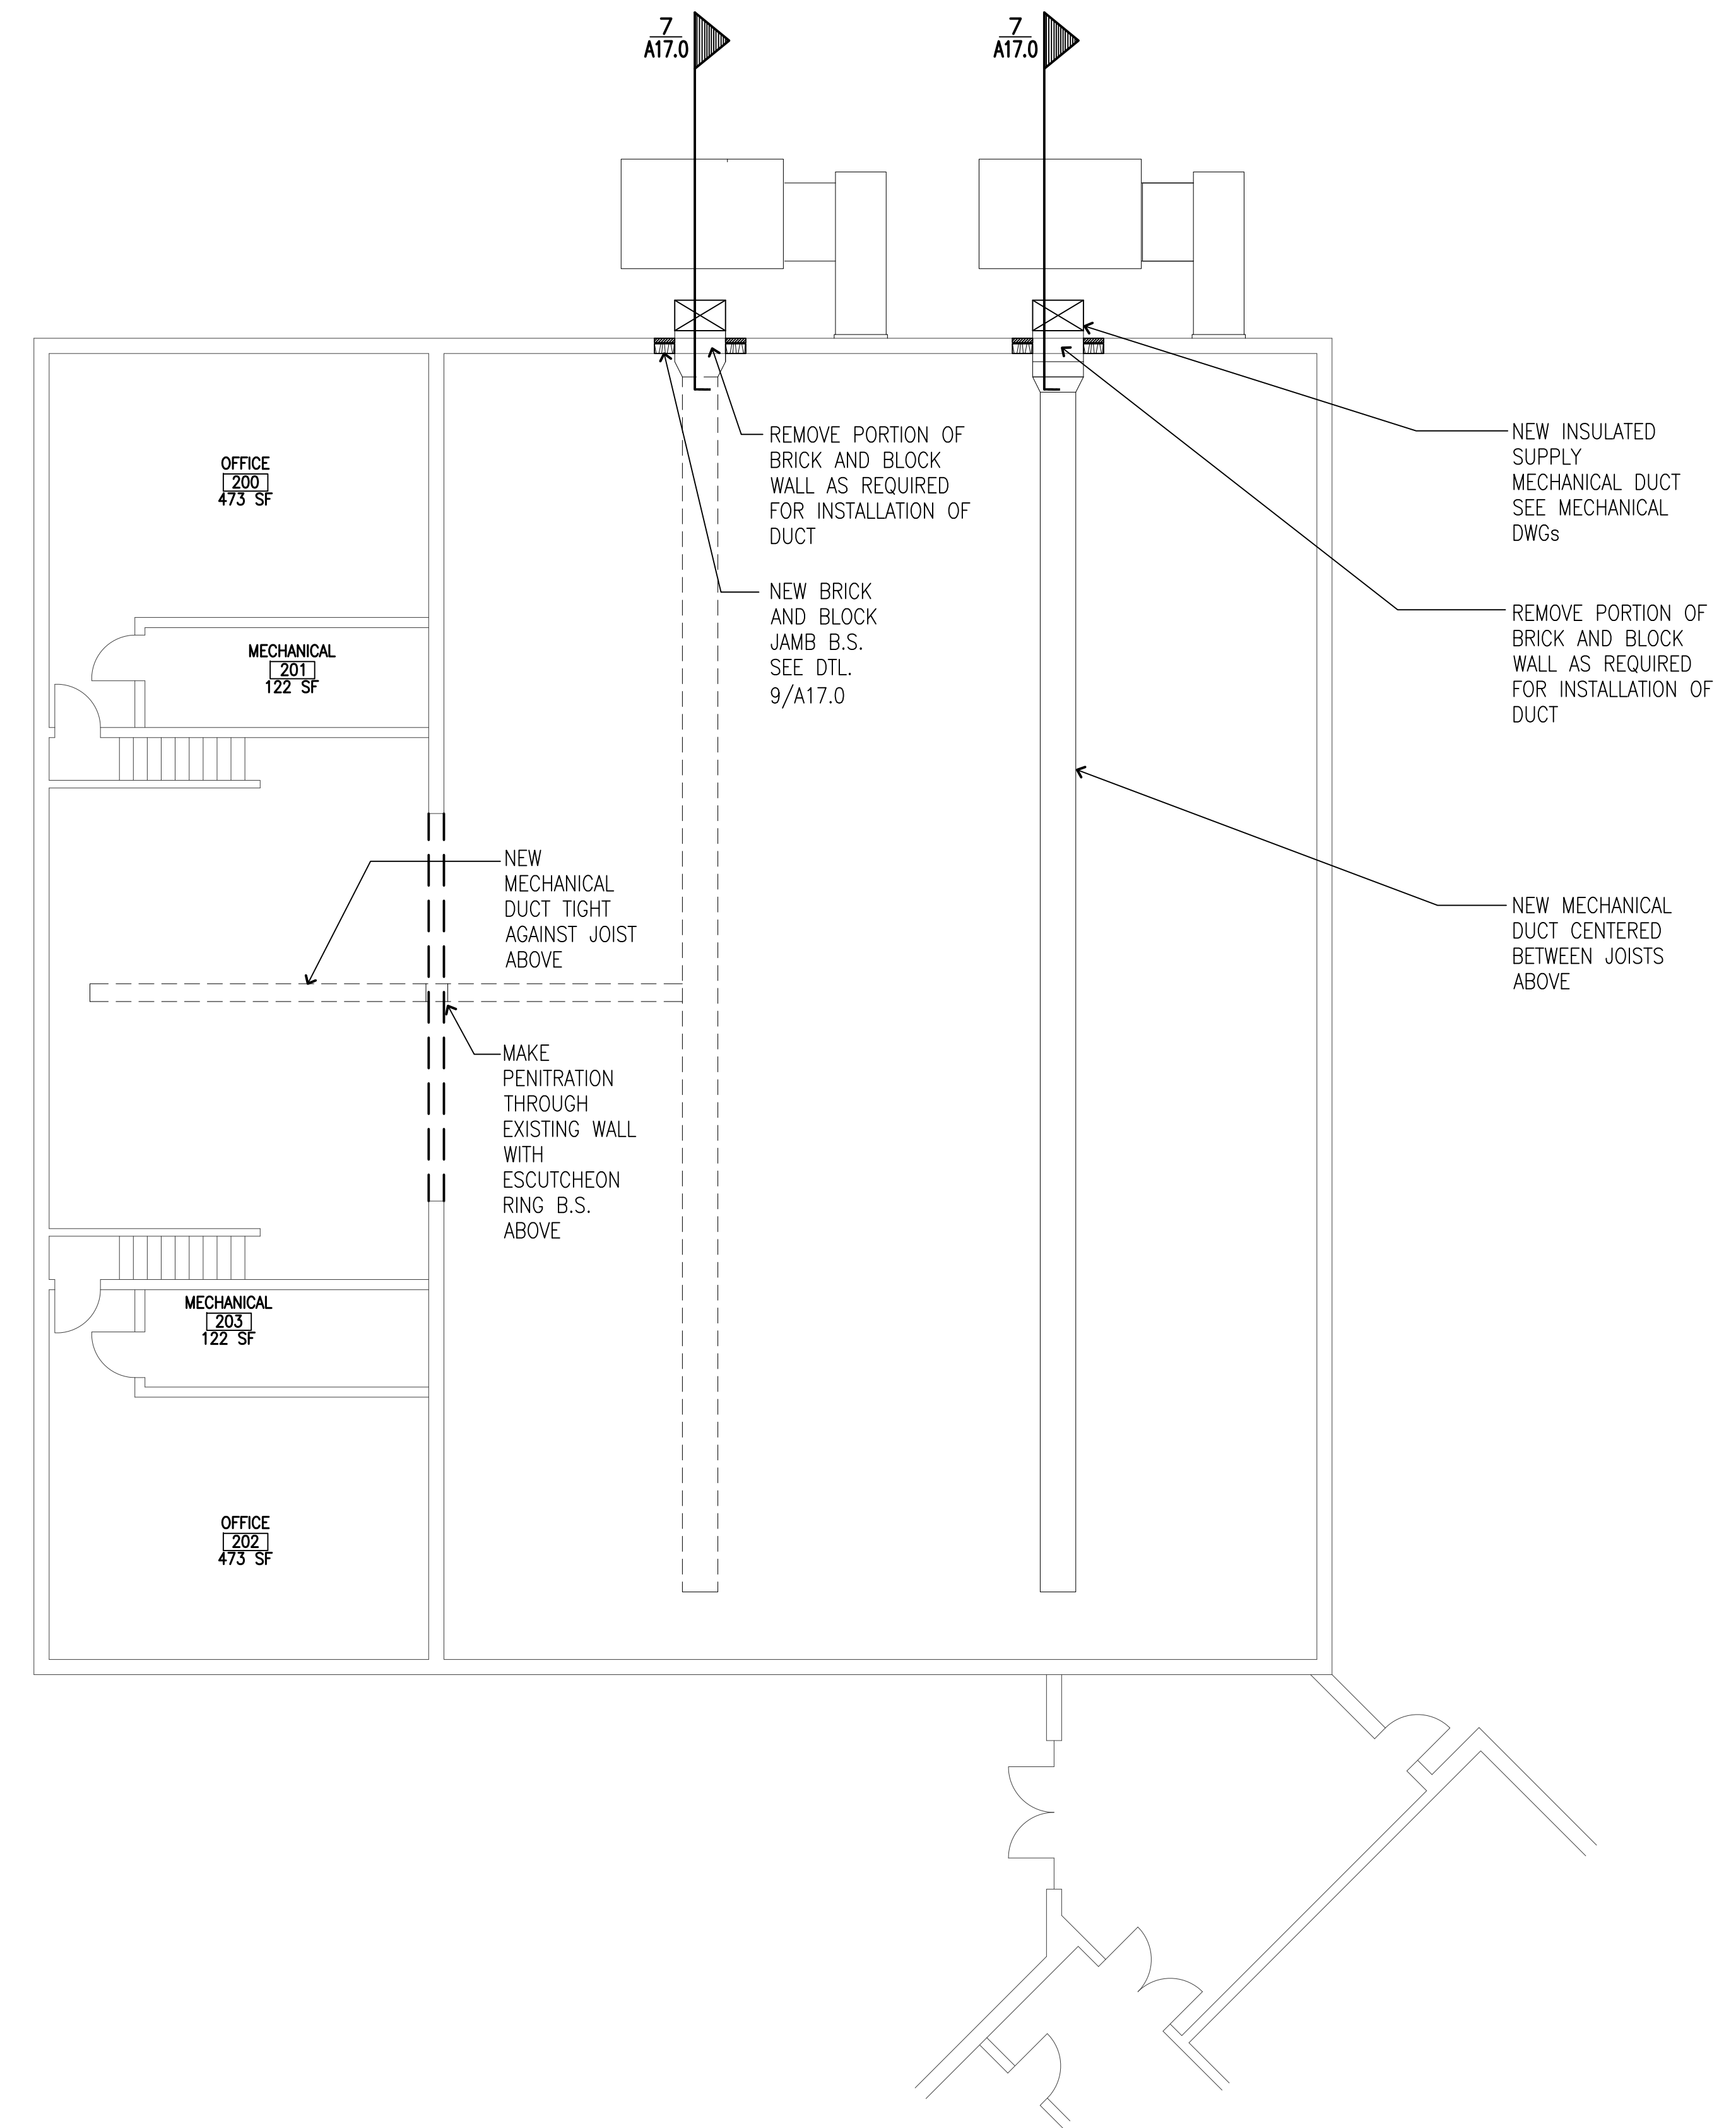 7
A17.0
7
A17.0
OFFICE
200
473 SF
MECHANICAL
201
122 SF
REMOVE PORTION OF
BRICK AND BLOCK
WALL AS REQUIRED
FOR INSTALLATION OF
DUCT
NEW BRICK
AND BLOCK
JAMB B.S.
SEE DTL.
9/A17.0
NEW INSULATED
SUPPLY
MECHANICAL DUCT
SEE MECHANICAL
DWGs
REMOVE PORTION OF
BRICK AND BLOCK
WALL AS REQUIRED
FOR INSTALLATION OF
DUCT
NEW
MECHANICAL
DUCT TIGHT
AGAINST JOIST
ABOVE
NEW MECHANICAL
DUCT CENTERED
BETWEEN JOISTS
ABOVE
MAKE
PENITRATION
THROUGH
EXISTING WALL
WITH
ESCUTCHEON
RING B.S.
ABOVE
MECHANICAL
203
122 SF
OFFICE
202
473 SF